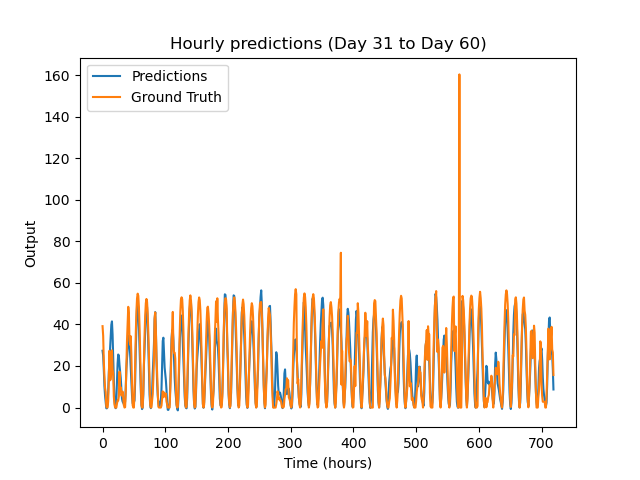 Hourly predictions (Day 31 to Day 60)
Predictions
Ground Truth
160
140
120
100
80
60
40
20
0
Output
0 100 200 300 400 500 600 700
Time (hours)